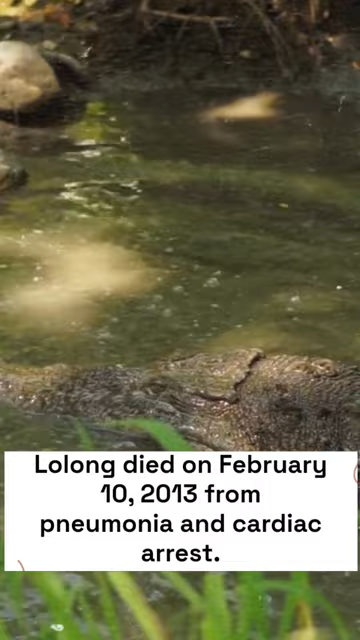 Lolong died on February
10, 2013 from
pneumonia and cardiac
arrest.